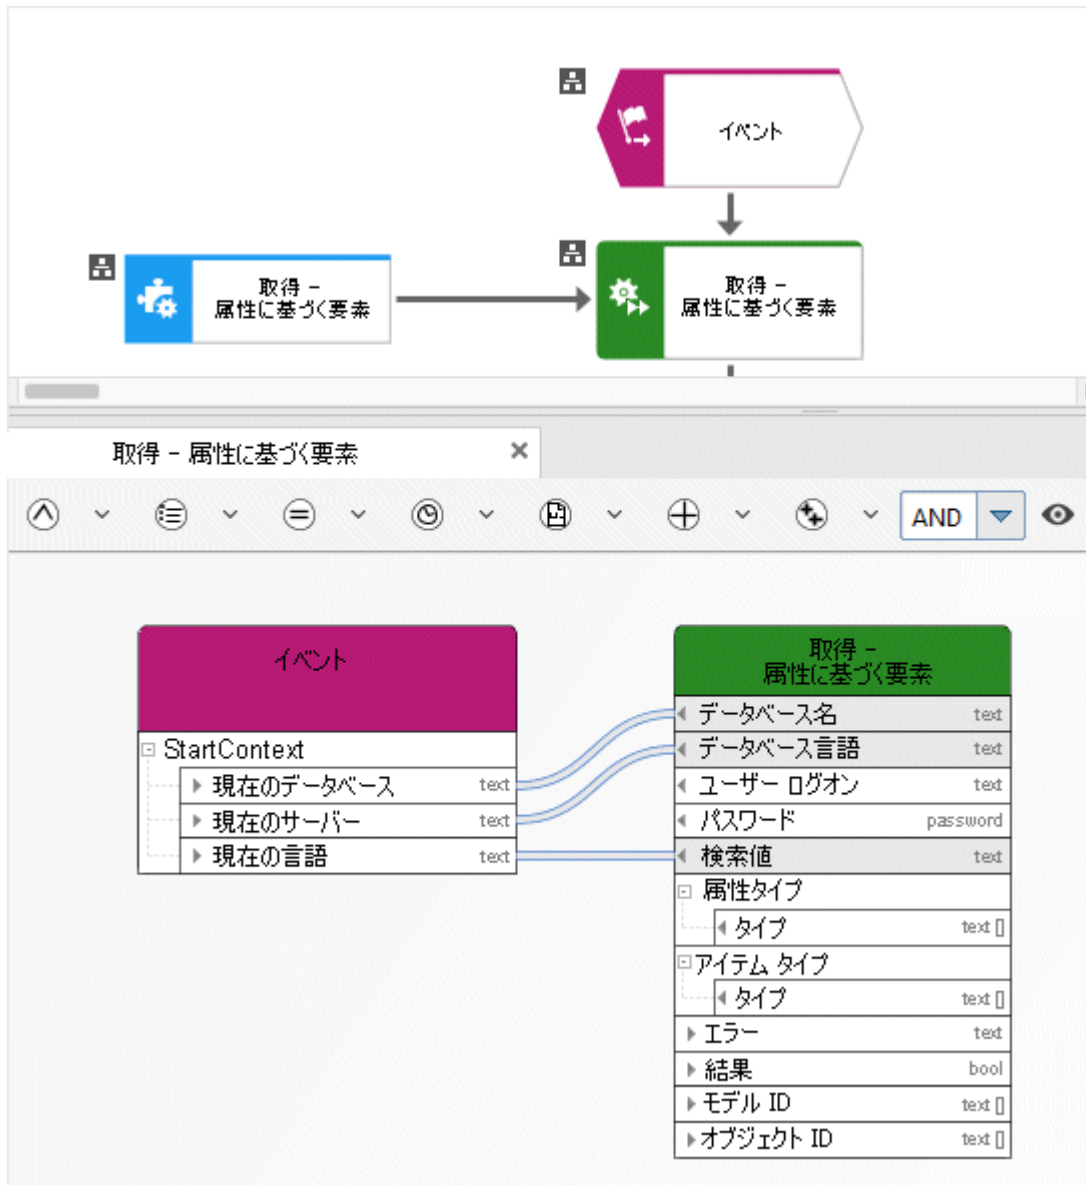 イベント
取得 –
属性に基づく要素
取得 –
属性に基づく要素
取得 – 属性に基づく要素
AND
イベント
StartContext
現在のデータベース text
現在のサーバー text
現在の言語 text
取得 –
属性に基づく要素
データベース名 text
データベース言語 text
ユーザー ログオン text
パスワード password
検索値 text
属性タイプ
タイプ text []
アイテム タイプ
タイプ text []
エラー text
結果 bool
モデル ID text []
オブジェクト ID text []